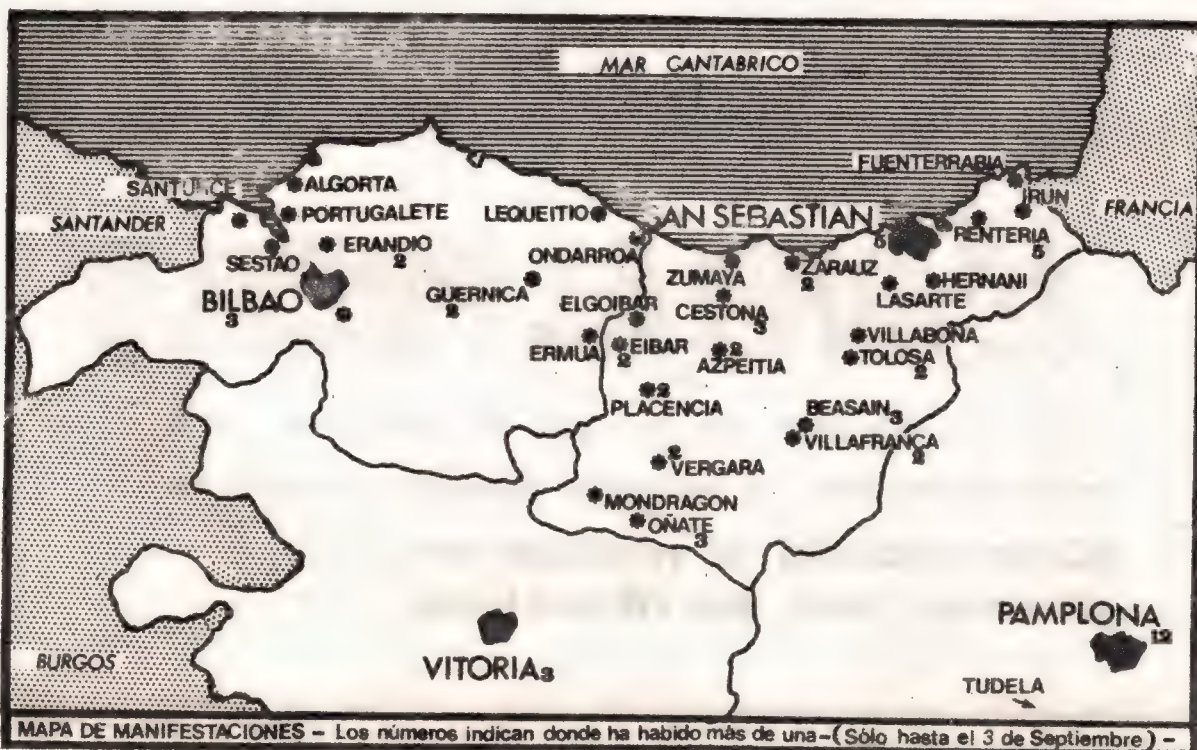 MAR CANTABRICO
FUENTERRABIA
SANTURCE
ALGORTA
IRUN
SANTANDER
PORTUGALETE
LEQUEITIO
AN SEBASTIAN
5
FRANCIA
ERANDIO
2
RENTERIA
5
SESTAO
ONDARROA
ZUMAYA
ZARAUZ
2
HERNANI
BILBAO
3
GUERNICA
2
ELGOIBAR
CESTONA
3
LASARTE
ERMUA
EIBAR
2
AZPEITIA
2
VILLABONA
TOLOSA
2
PLACENCIA
2
BEASAIN 3
VILLAFRANCA
2
VERGARA
2
MONDRAGON
OÑATE
3
PAMPLONA
12
BURGOS
VITORIA 3
TUDELA
MAPA DE MANIFESTACIONES - Los números indican donde ha habido más de una-(Sólo hasta el 3 de Septiembre) -